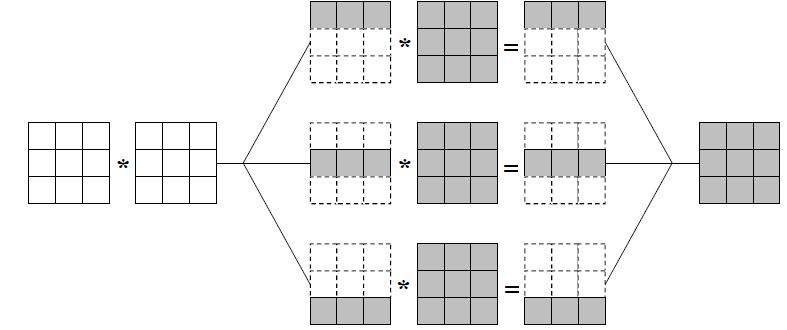 * =
*
* =
* =